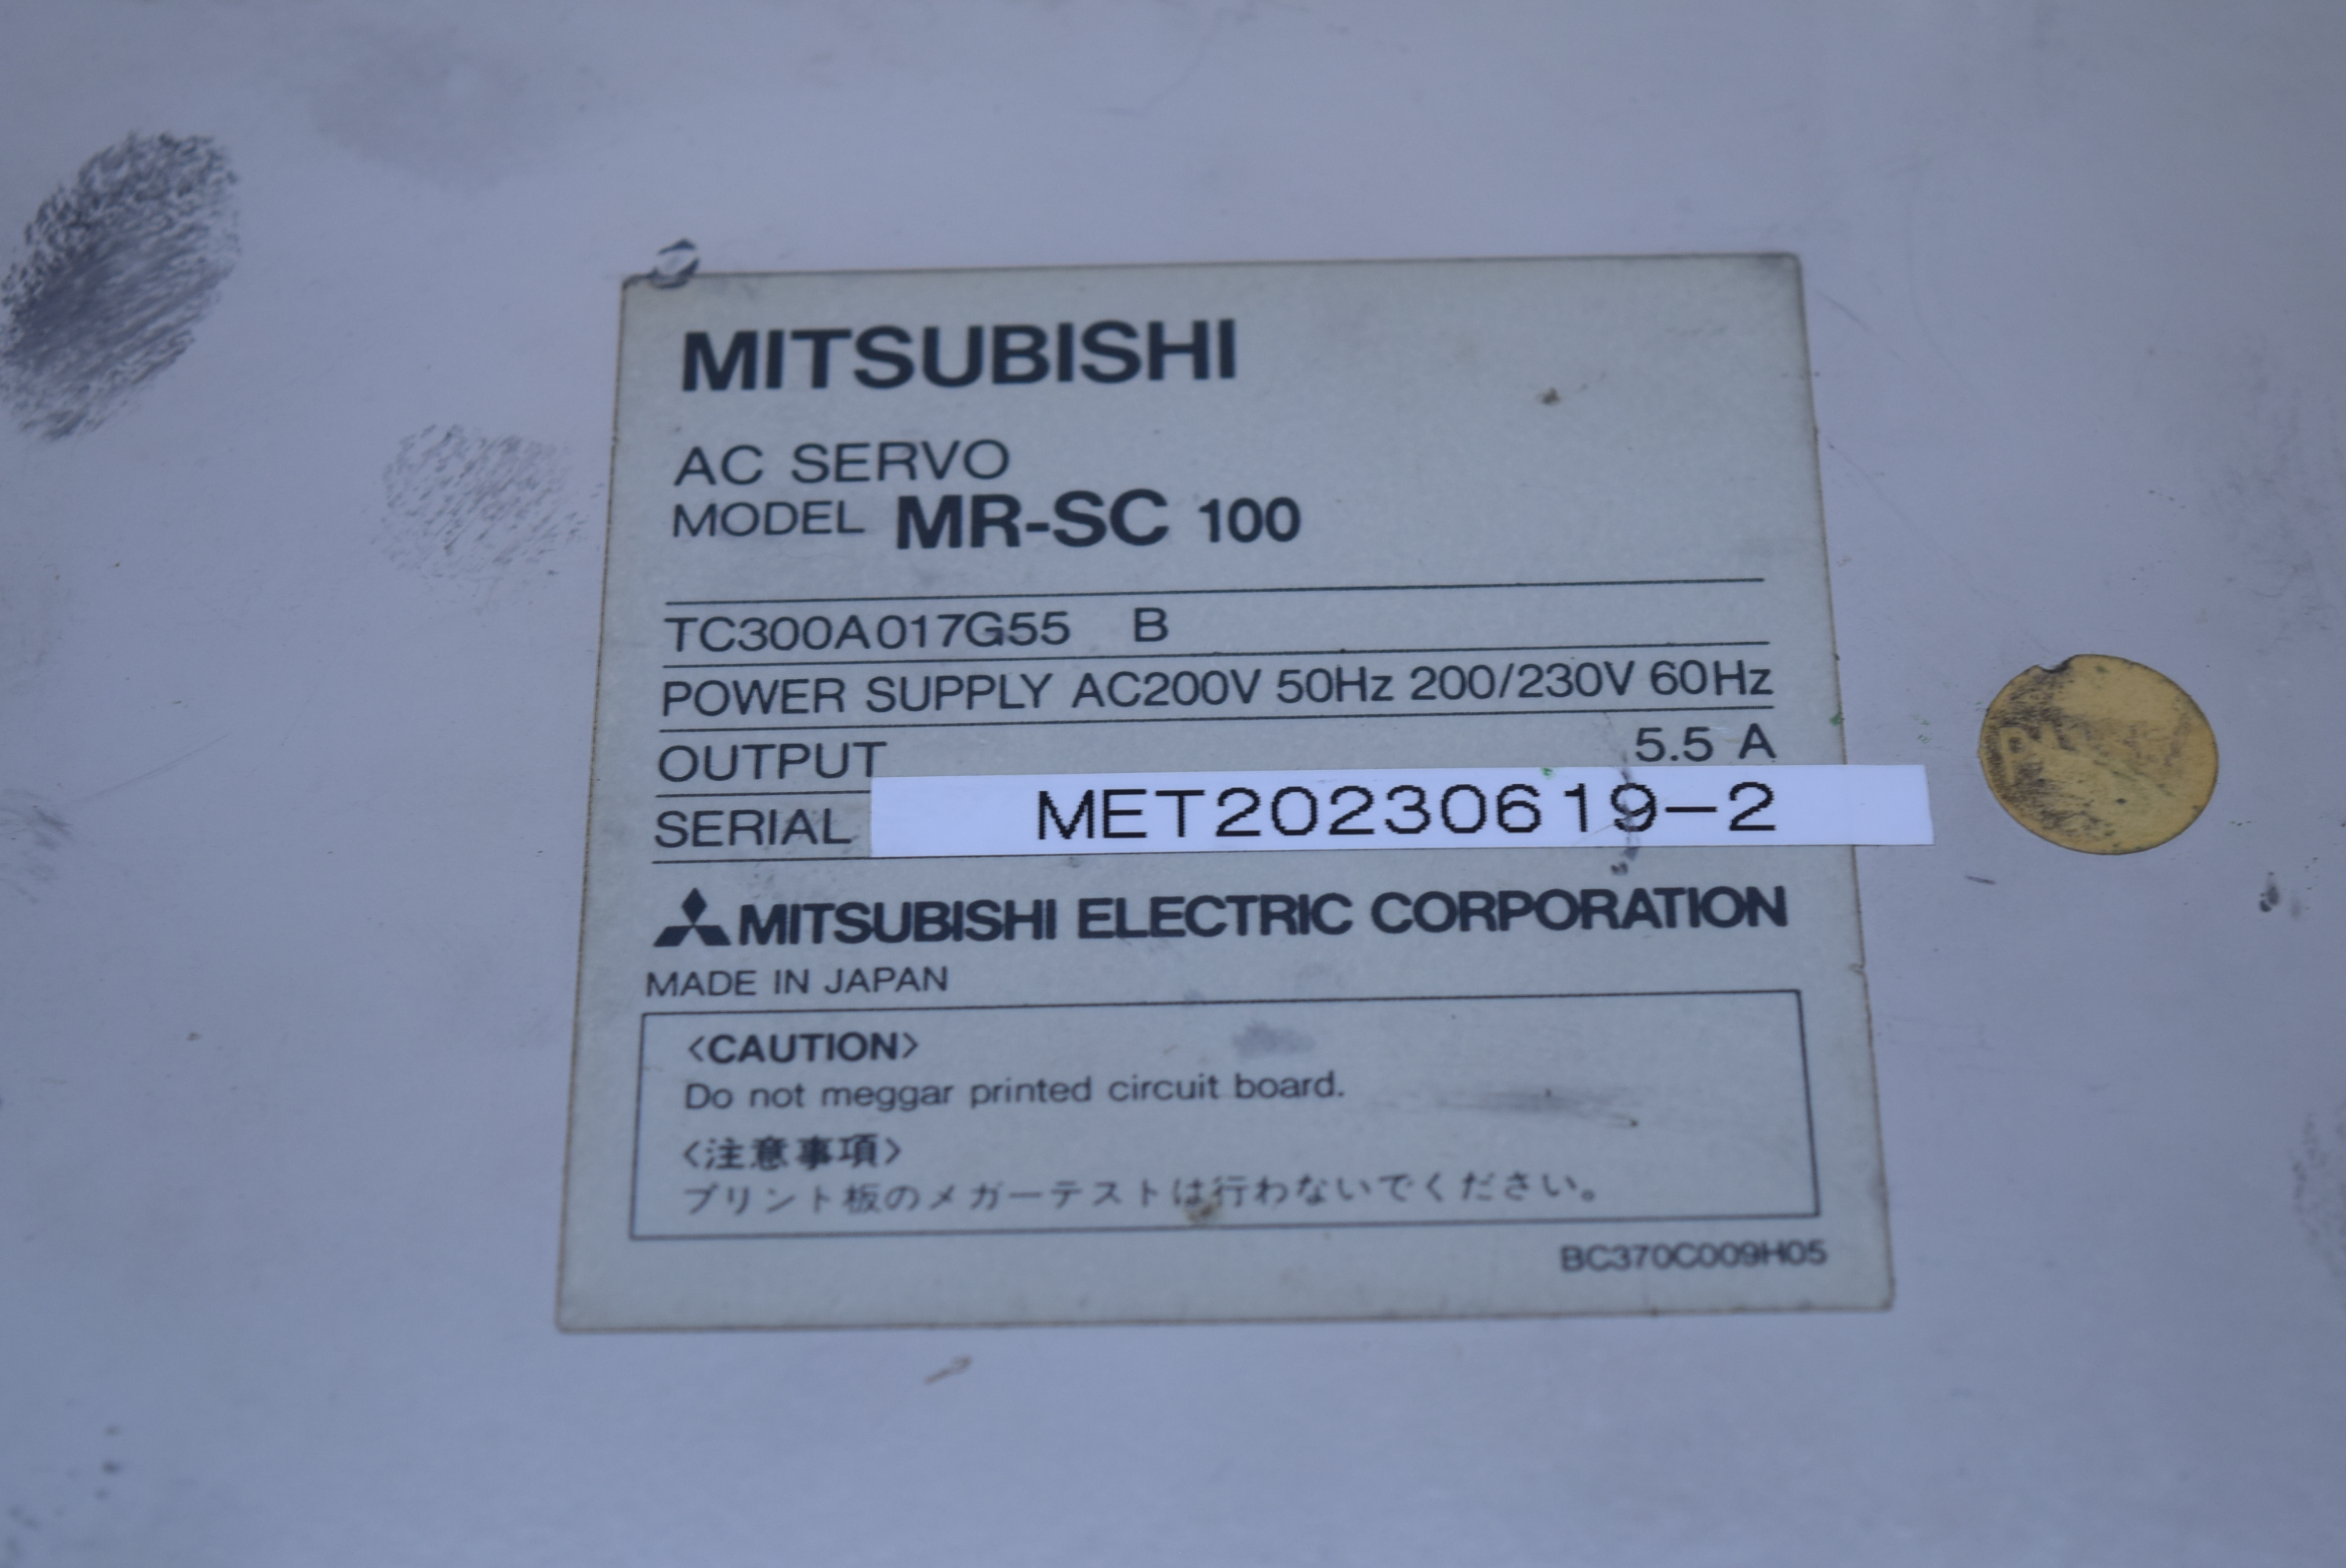 MITSUBISHI
AC SERVO
MODEL MR-SC 100
TC300A017G55 B
POWER SUPPLY AC200V 50Hz 200/230V 60Hz
OUTPUT 5.5 A
SERIAL MET20230619-2
MITSUBISHI ELECTRIC CORPORATION
MADE IN JAPAN
<CAUTION>
Do not meggar printed circuit board.
<注意事項>
プリント板のメガーテストは行わないでください。
BC370C009H05